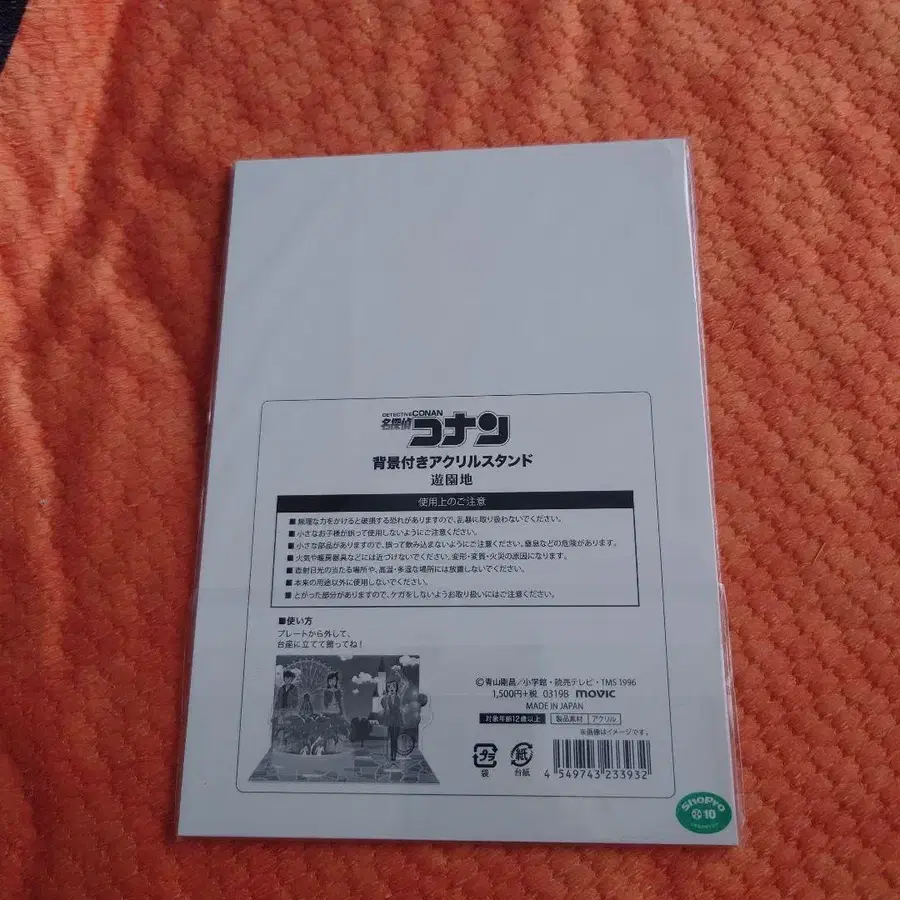 DETECTIVE CONAN
名探偵 コナン
背景付きアクリルスタンド
遊園地
使用上のご注意
■無理な力をかけると破損する恐れがありますので、乱暴に取り扱わないでください。
■小さなお子様が誤って使用しないようにご注意ください。
■小さな部品がありますので、誤って飲み込まないようにご注意ください。窒息などの危険があります。
■火気や暖房器具などには近づけないでください。変形・変質・火災の原因になります。
■直射日光の当たる場所や、高温・多湿な場所には放置しないでください。
■本来の用途以外に使用しないでください。
■とがった部分がありますので、ケガをしないようお取り扱いにはご注意ください。
■使い方
プレートから外して、
台座に立てて飾ってね!
©青山剛昌/小学館・読売テレビ・TMS 1996
1,500円+税 0319B movic
MADE IN JAPAN
対象年齢12歳以上 製品素材 アクリル
※画像はイメージです。
プラ 紙
袋 台紙
4 549743 233932
ShoPro
10